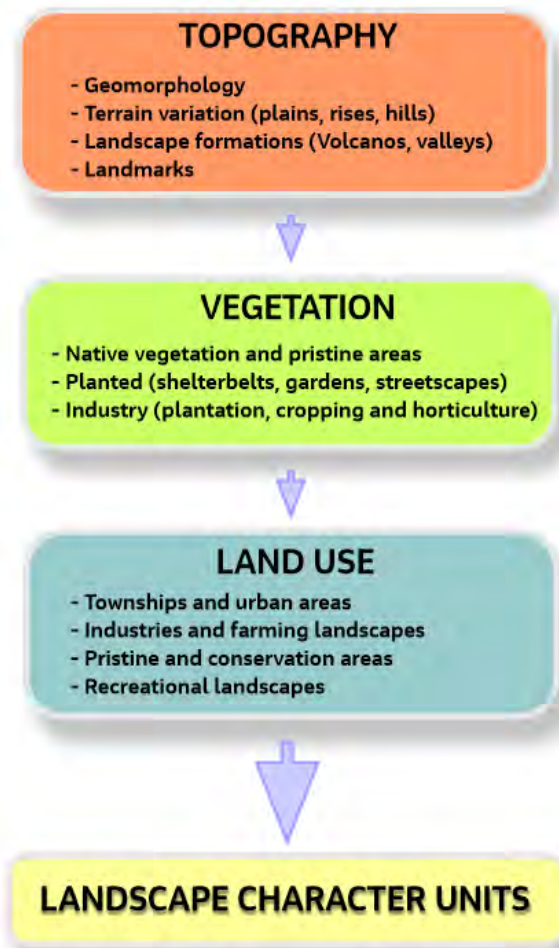 TOPOGRAPHY
- Geomorphology
- Terrain variation (plains, rises, hills)
- Landscape formations (Volcanos, valleys)
- Landmarks
VEGETATION
- Native vegetation and pristine areas
- Planted (shelterbelts, gardens, streetscapes)
- Industry (plantation, cropping and horticulture)
LAND USE
- Townships and urban areas
- Industries and farming landscapes
- Pristine and conservation areas
- Recreational landscapes
LANDSCAPE CHARACTER UNITS